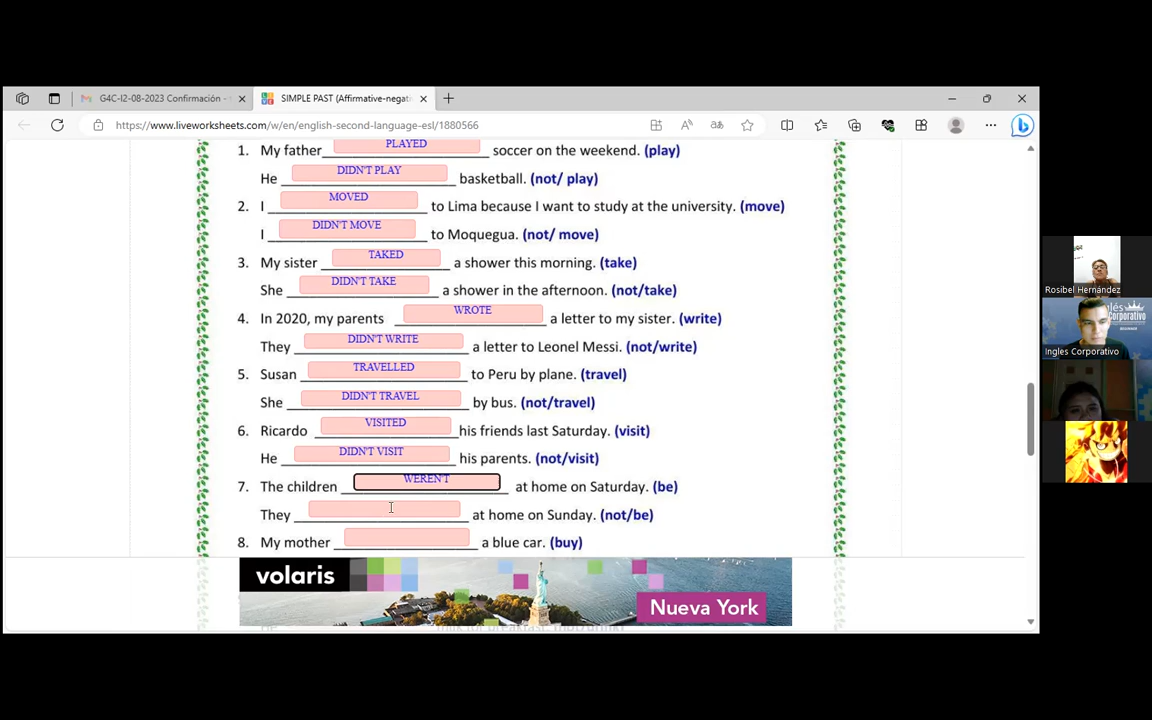 G4C-I2-08-2023 Confirmación -
SIMPLE PAST (Affirmative-negati
https://www.liveworksheets.com/w/en/english-second-language-esl/1880566
1. My father PLAYED soccer on the weekend. (play)
He DIDN'T PLAY basketball. (not/ play)
2. I MOVED to Lima because I want to study at the university. (move)
I DIDN'T MOVE to Moquegua. (not/ move)
3. My sister TAKED a shower this morning. (take)
She DIDN'T TAKE a shower in the afternoon. (not/take)
4. In 2020, my parents WROTE a letter to my sister. (write)
They DIDN'T WRITE a letter to Leonel Messi. (not/write)
5. Susan TRAVELLED to Peru by plane. (travel)
She DIDN'T TRAVEL by bus. (not/travel)
6. Ricardo VISITED his friends last Saturday. (visit)
He DIDN'T VISIT his parents. (not/visit)
7. The children WEREN'T at home on Saturday. (be)
They at home on Sunday. (not/be)
8. My mother a blue car. (buy)
volaris
Nueva York
Rosibel Hernández
Ingles Corporativo